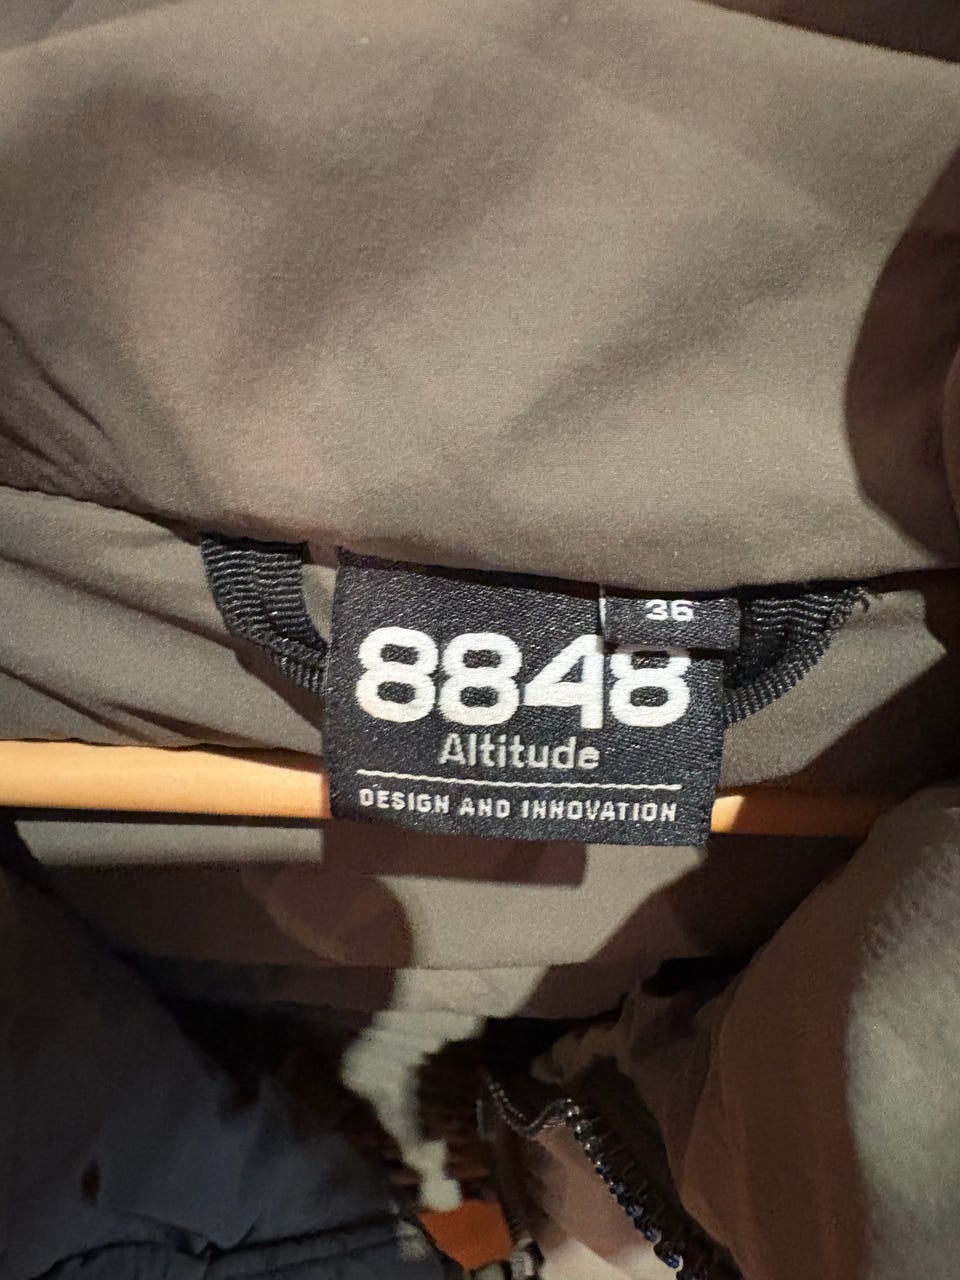 36
8848
Altitude
DESIGN AND INNOVATION